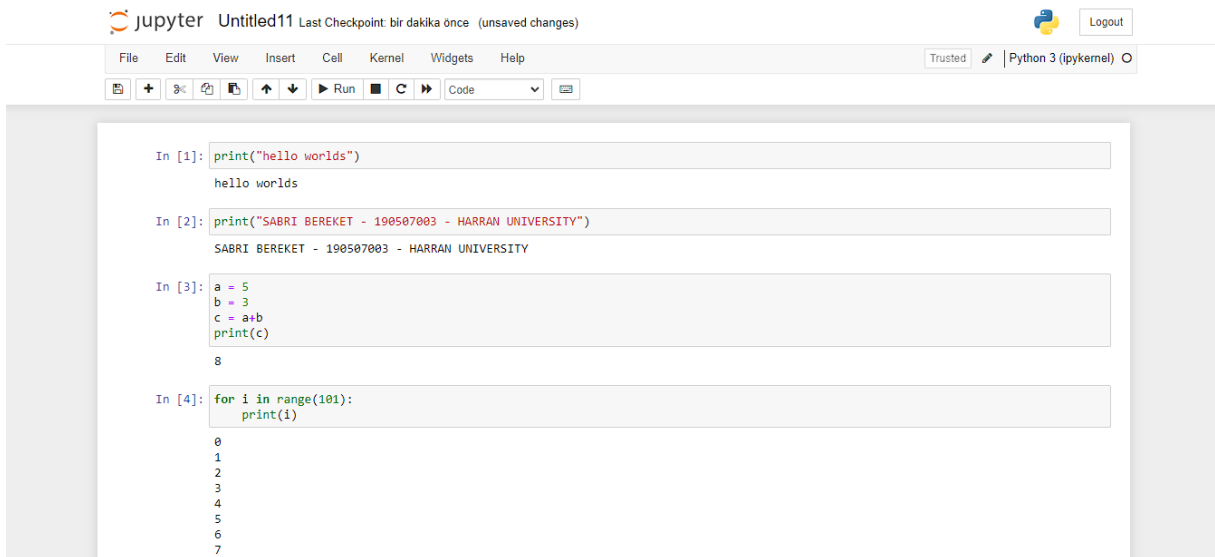 jupyter Untitled11 Last Checkpoint: bir dakika önce (unsaved changes) Logout
File Edit View Insert Cell Kernel Widgets Help Trusted Python 3 (ipykernel)
Run Code
In [1]: print("hello worlds")
hello worlds
In [2]: print("SABRI BEREKET - 190507003 - HARRAN UNIVERSITY")
SABRI BEREKET - 190507003 - HARRAN UNIVERSITY
In [3]: a = 5
b = 3
c = a+b
print(c)
8
In [4]: for i in range(101):
    print(i)
0
1
2
3
4
5
6
7